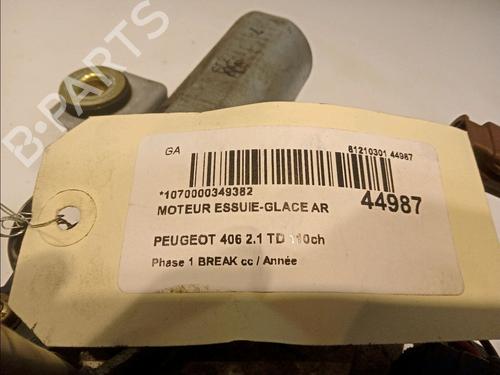 GA
81210301 44987
*1070000349382
44987
MOTEUR ESSUIE-GLACE AR
PEUGEOT 406 2.1 TD 110ch
Phase 1 BREAK cc / Année
B-PARTS